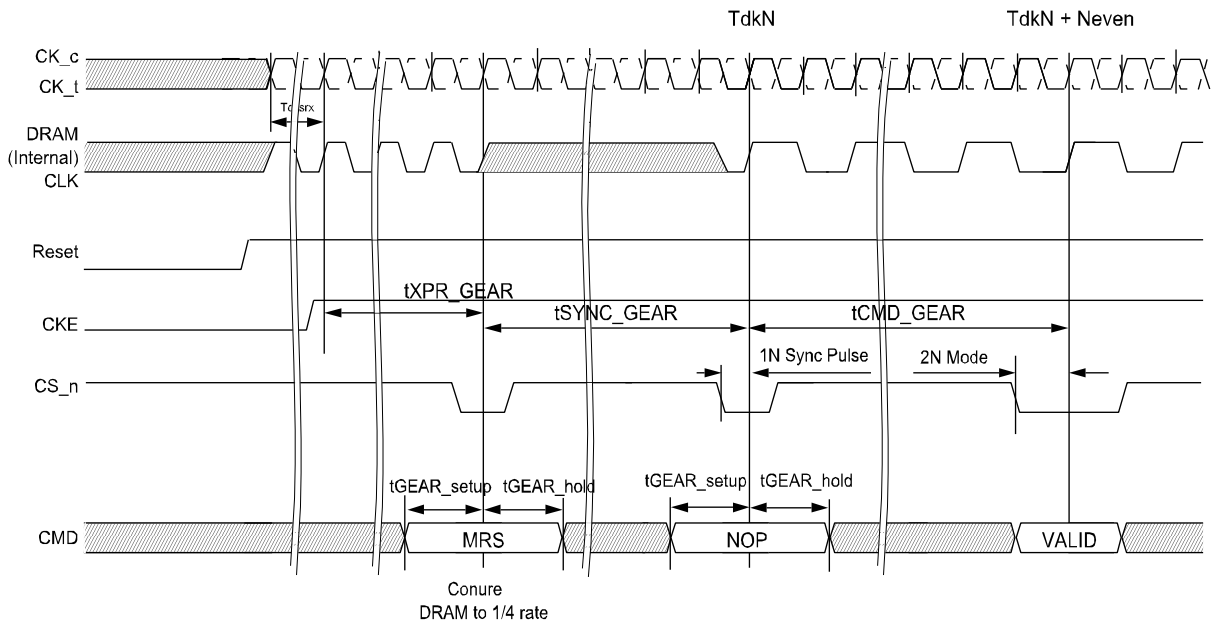 TdkN
TdkN + Neven
CK_c
CK_t
DRAM
(Internal)
CLK
Reset
tXPR_GEAR
CKE
tSYNC_GEAR
tCMD_GEAR
1N Sync Pulse
2N Mode
CS_n
tGEAR_setup
tGEAR_hold
tGEAR_setup
tGEAR_hold
CMD
MRS
NOP
VALID
Conure
DRAM to 1/4 rate